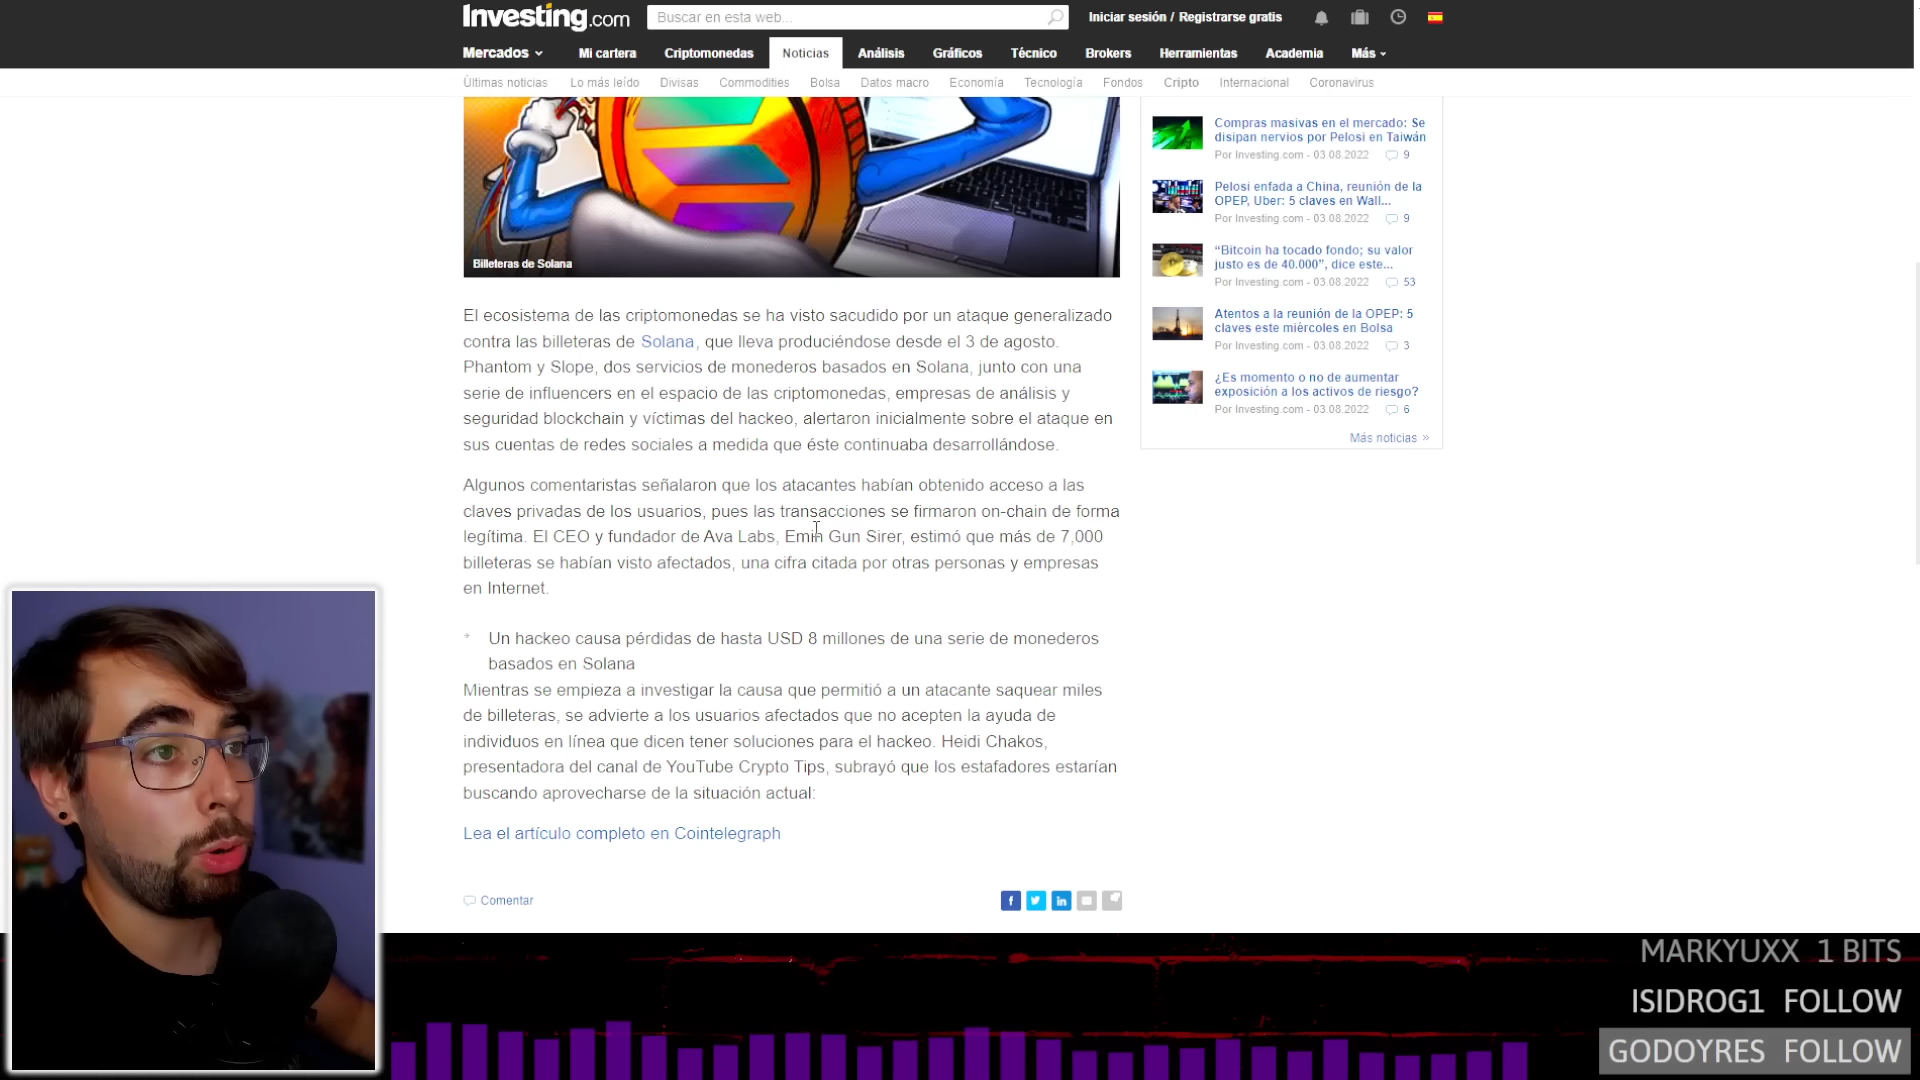 Investing.com
Buscar en esta web...
Iniciar sesión / Registrarse gratis
Mercados
Mi cartera
Criptomonedas
Noticias
Análisis
Gráficos
Técnico
Brokers
Herramientas
Academia
Más
Últimas noticias
Lo más leído
Divisas
Commodities
Bolsa
Datos macro
Economía
Tecnología
Fondos
Cripto
Internacional
Coronavirus
Billeteras de Solana
El ecosistema de las criptomonedas se ha visto sacudido por un ataque generalizado
contra las billeteras de Solana, que lleva produciéndose desde el 3 de agosto.
Phantom y Slope, dos servicios de monederos basados en Solana, junto con una
serie de influencers en el espacio de las criptomonedas, empresas de análisis y
seguridad blockchain y víctimas del hackeo, alertaron inicialmente sobre el ataque en
sus cuentas de redes sociales a medida que éste continuaba desarrollándose.
Algunos comentaristas señalaron que los atacantes habían obtenido acceso a las
claves privadas de los usuarios, pues las transacciones se firmaron on-chain de forma
legítima. El CEO y fundador de Ava Labs, Emin Gun Sirer, estimó que más de 7,000
billeteras se habían visto afectados, una cifra citada por otras personas y empresas
en Internet.
* Un hackeo causa pérdidas de hasta USD 8 millones de una serie de monederos
basados en Solana
Mientras se empieza a investigar la causa que permitió a un atacante saquear miles
de billeteras, se advierte a los usuarios afectados que no acepten la ayuda de
individuos en línea que dicen tener soluciones para el hackeo. Heidi Chakos,
presentadora del canal de YouTube Crypto Tips, subrayó que los estafadores estarían
buscando aprovecharse de la situación actual:
Lea el artículo completo en Cointelegraph
Comentar
Compras masivas en el mercado: Se
disipan nervios por Pelosi en Taiwán
Por Investing.com - 03.08.2022 9
Pelosi enfada a China, reunión de la
OPEP, Uber: 5 claves en Wall...
Por Investing.com - 03.08.2022 9
“Bitcoin ha tocado fondo; su valor
justo es de 40.000”, dice este...
Por Investing.com - 03.08.2022 53
Atentos a la reunión de la OPEP: 5
claves este miércoles en Bolsa
Por Investing.com - 03.08.2022 3
¿Es momento o no de aumentar
exposición a los activos de riesgo?
Por Investing.com - 03.08.2022 6
Más noticias »
MARKYUXX 1 BITS
ISIDROG1 FOLLOW
GODOYRES FOLLOW